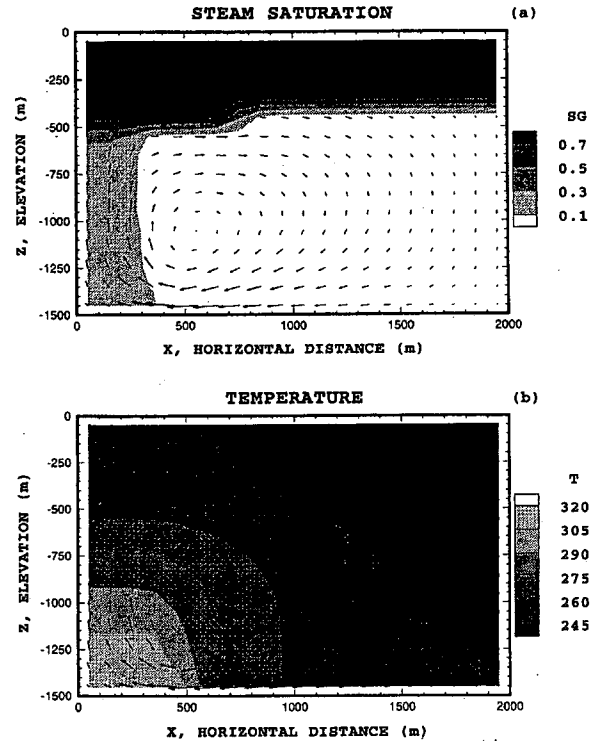 STEAM SATURATION (a)
0
-250
-500
-750
-1000
-1250
-1500
Z, ELEVATION (m)
0 500 1000 1500 2000
X, HORIZONTAL DISTANCE (m)
SG
0.7
0.5
0.3
0.1
TEMPERATURE (b)
0
-250
-500
-750
-1000
-1250
-1500
Z, ELEVATION (m)
0 500 1000 1500 2000
X, HORIZONTAL DISTANCE (m)
T
320
305
290
275
260
245